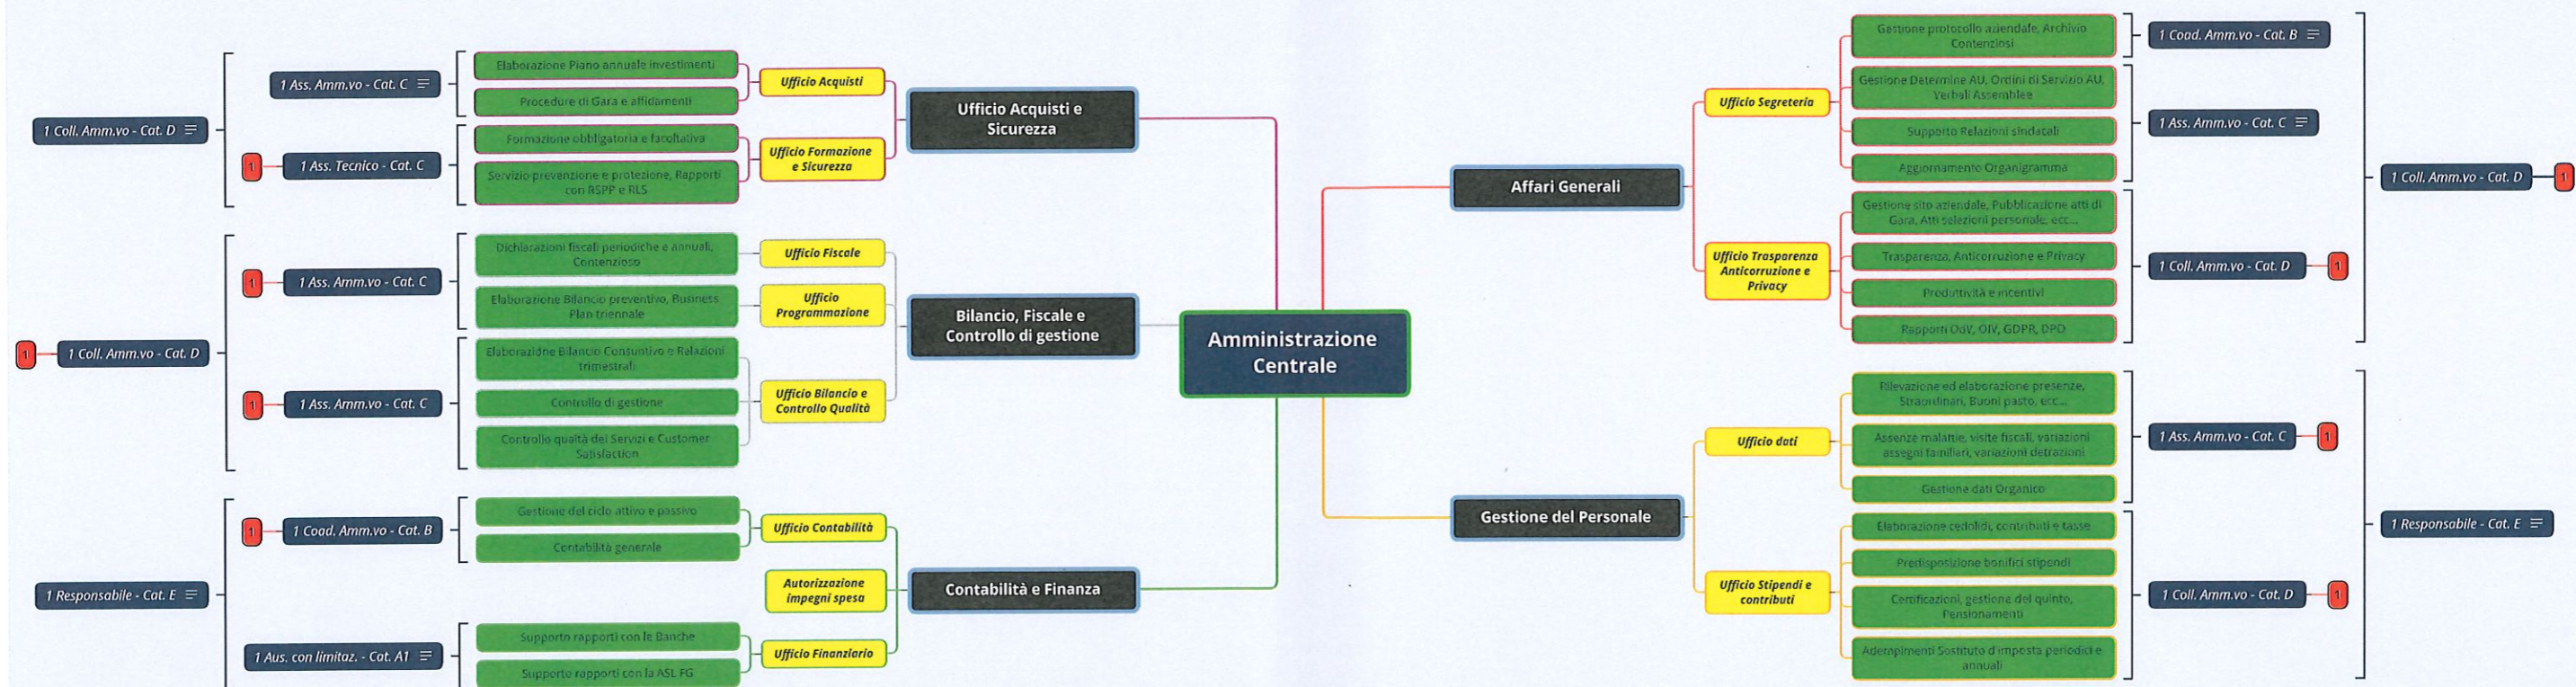 1 Coll. Amm.vo - Cat. D
1 Ass. Amm.vo - Cat. C
Elaborazione Piano annuale investimenti
Procedure di Gara e affidamenti
Ufficio Acquisti
1
1 Ass. Tecnico - Cat. C
Formazione obbligatoria e facoltativa
Servizio prevenzione e protezione, Rapporti
con RSPP e RLS
Ufficio Formazione
e Sicurezza
Ufficio Acquisti e
Sicurezza
1
1 Coll. Amm.vo - Cat. D
1
1 Ass. Amm.vo - Cat. C
Dichiarazioni fiscali periodiche e annuali,
Contenzioso
Ufficio Fiscale
Elaborazione Bilancio preventivo, Business
Plan triennale
Ufficio
Programmazione
1
1 Ass. Amm.vo - Cat. C
Elaborazione Bilancio Consuntivo e Relazioni
trimestrali
Controllo di gestione
Controllo qualtà dei Servizi e Customer
Satisfaction
Ufficio Bilancio e
Controllo Qualità
Bilancio, Fiscale e
Controllo di gestione
1 Responsabile - Cat. E
1
1 Coad. Amm.vo - Cat. B
Gestione del ciclo attivo e passivo
Contabilità generale
Ufficio Contabilità
Autorizzazione
impegni spesa
1 Aus. con limitaz. - Cat. A1
Supporto rapporti con le Banche
Supporto rapporti con la ASL FG
Ufficio Finanziario
Contabilità e Finanza
Amministrazione
Centrale
Affari Generali
Ufficio Segreteria
Gestione protocollo aziendale, Archivio
Contenziosi
1 Coad. Amm.vo - Cat. B
Gestione Determine AU, Ordini di Servizio AU,
Verbali Assemblee
Supporto Relazioni sindacali
Aggiornamento Organigramma
1 Ass. Amm.vo - Cat. C
Ufficio Trasparenza
Anticorruzione e
Privacy
Gestione sito aziendale, Pubblicazione atti di
Gara, Atti selezioni personale, ecc...
Trasparenza, Anticorruzione e Privacy
Produttività e incentivi
Rapporti OdV, OIV, GDPR, DPO
1 Coll. Amm.vo - Cat. D
1
1 Coll. Amm.vo - Cat. D
1
Gestione del Personale
Ufficio dati
Rilevazione ed elaborazione presenze,
Straordinari, Buoni pasto, ecc...
Assenze malattie, visite fiscali, variazioni
assegni familiari, variazioni detrazioni
Gestione dati Organico
1 Ass. Amm.vo - Cat. C
1
Ufficio Stipendi e
contributi
Elaborazione cedolidi, contributi e tasse
Predisposizione bonifici stipendi
Certificazioni, gestione del quinto,
Pensionamenti
Adempimenti Sostituto d'imposta periodici e
annuali
1 Coll. Amm.vo - Cat. D
1
1 Responsabile - Cat. E